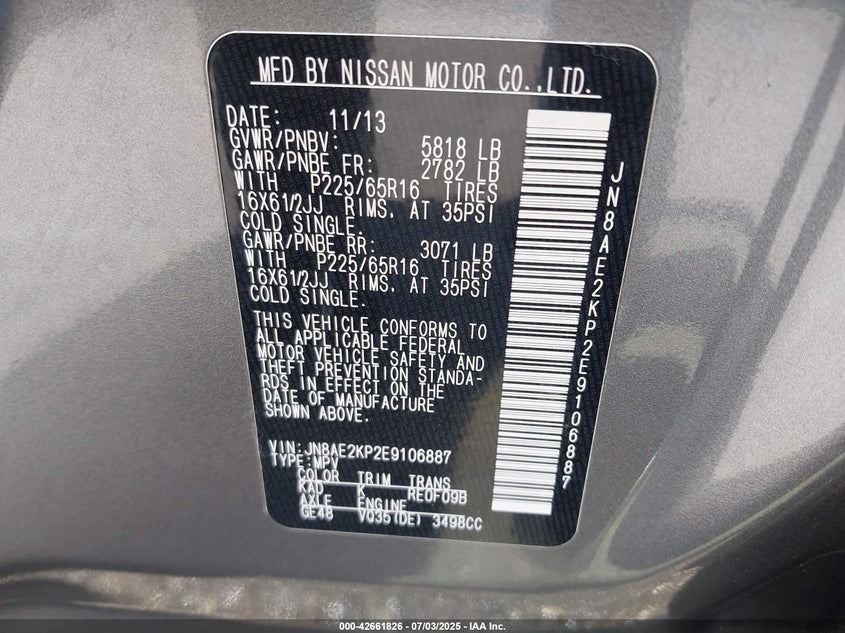 MFD BY NISSAN MOTOR CO.,LTD.
DATE: 11/13
GVWR/PNBV: 5818 LB
GAWR/PNBE FR: 2782 LB
WITH P225/65R16 TIRES
16X61/2JJ RIMS. AT 35PSI
COLD SINGLE.
GAWR/PNBE RR: 3071 LB
WITH P225/65R16 TIRES
16X61/2JJ RIMS. AT 35PSI
COLD SINGLE.
THIS VEHICLE CONFORMS TO
ALL APPLICABLE FEDERAL
MOTOR VEHICLE SAFETY AND
THEFT PREVENTION STANDA-
RDS IN EFFECT ON THE
DATE OF MANUFACTURE
SHOWN ABOVE.
VIN:JN8AE2KP2E9106887
TYPE:MPV
COLOR TRIM TRANS
KAD K RE0F09B
AXLE ENGINE
GE48 VQ35(DE) 3498CC
JN8AE2KP2E9106887
000-42661826 - 07/03/2025 - IAA Inc.